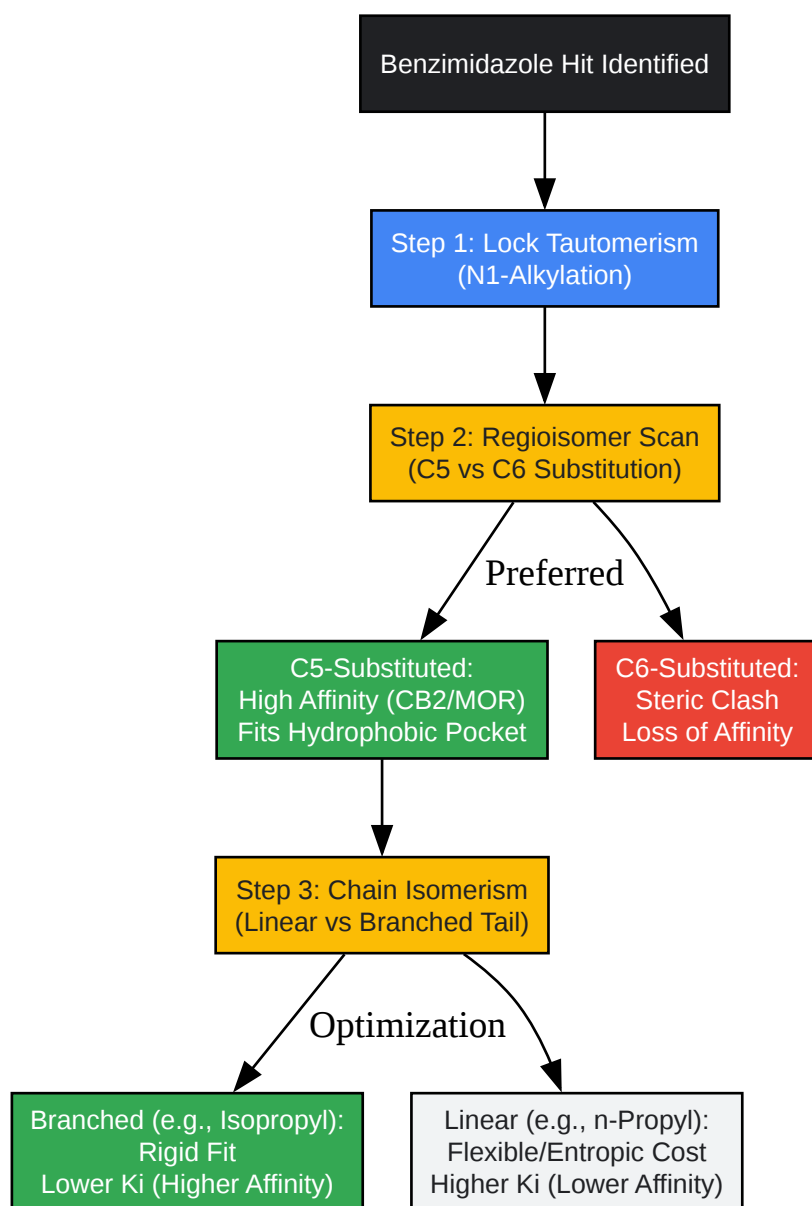 Benzimidazole Hit Identified
Step 1: Lock Tautomerism
(N1-Alkylation)
Step 2: Regioisomer Scan
(C5 vs C6 Substitution)
Preferred
C5-Substituted:
High Affinity (CB2/MOR)
Fits Hydrophobic Pocket
C6-Substituted:
Steric Clash
Loss of Affinity
Step 3: Chain Isomerism
(Linear vs Branched Tail)
Optimization
Branched (e.g., Isopropyl):
Rigid Fit
Lower Ki (Higher Affinity)
Linear (e.g., n-Propyl):
Flexible/Entropic Cost
Higher Ki (Lower Affinity)